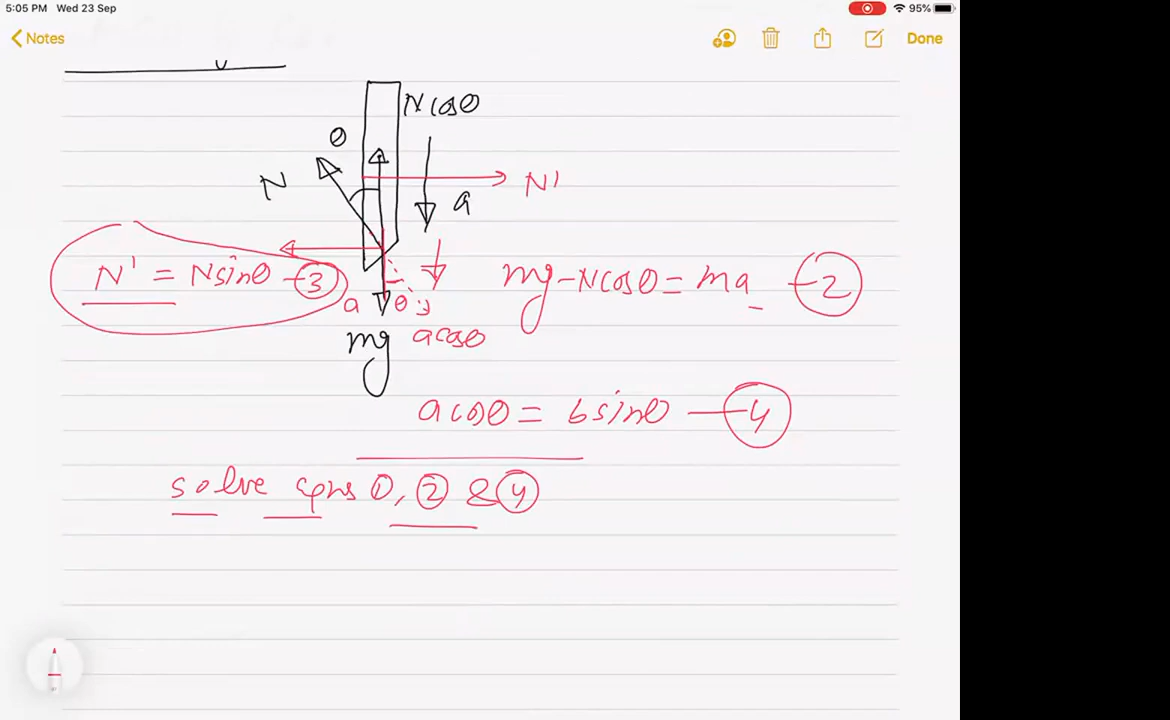 5:05 PM Wed 23 Sep
95%
Notes
Done
N cosθ
θ
N
N'
a
N' = N sinθ - 3
mg - N cosθ = ma - 2
a θ
mg
a cosθ
a cosθ = b sinθ - 4
solve eqns 1, 2 & 4